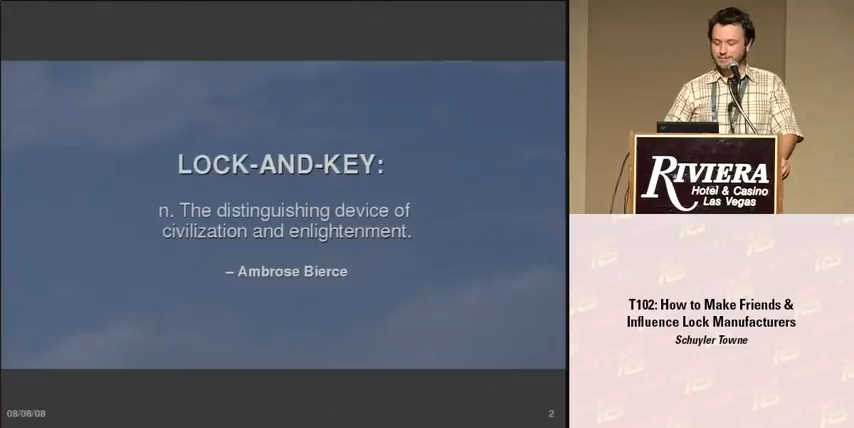 LOCK-AND-KEY:
n. The distinguishing device of
civilization and enlightenment.
– Ambrose Bierce
08/08/08
2
RIVIERA
Hotel & Casino
Las Vegas
T102: How to Make Friends &
Influence Lock Manufacturers
Schuyler Towne